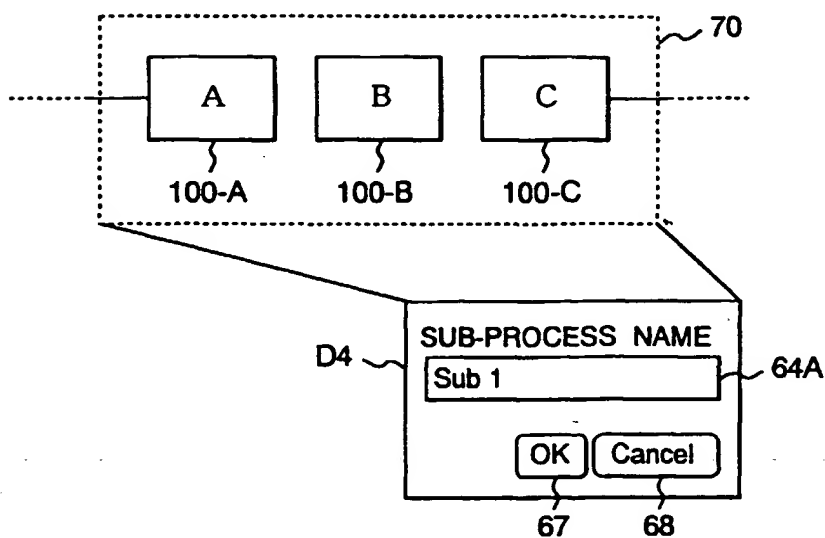 70
A B C
100-A 100-B 100-C
SUB-PROCESS NAME
D4
Sub 1
64A
OK Cancel
67 68